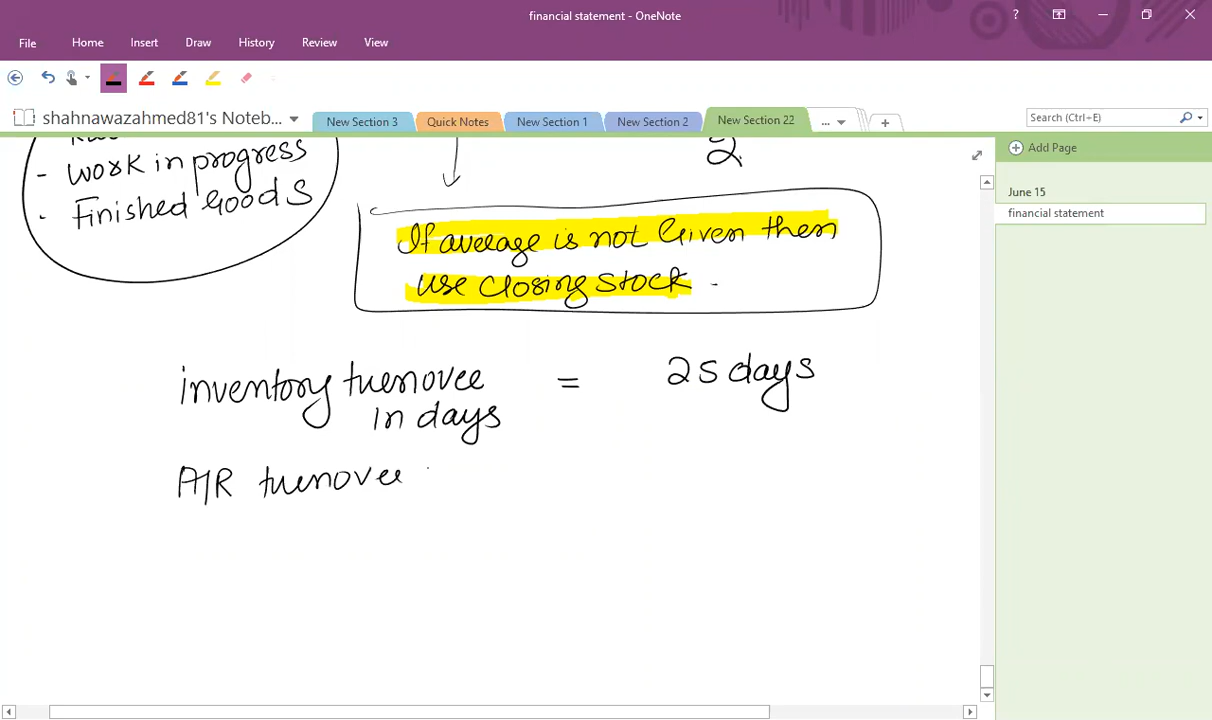 financial statement - OneNote
?
File Home Insert Draw History Review View
shahnawazahmed81's Noteb...
New Section 3
Quick Notes
New Section 1
New Section 2
New Section 22
...
Search (Ctrl+E)
Add Page
June 15
financial statement
- Work in progress
- Finished Goods
2
If average is not Given then
use Closing Stock.
inventory turnover = 25 days
in days
A/R turnover